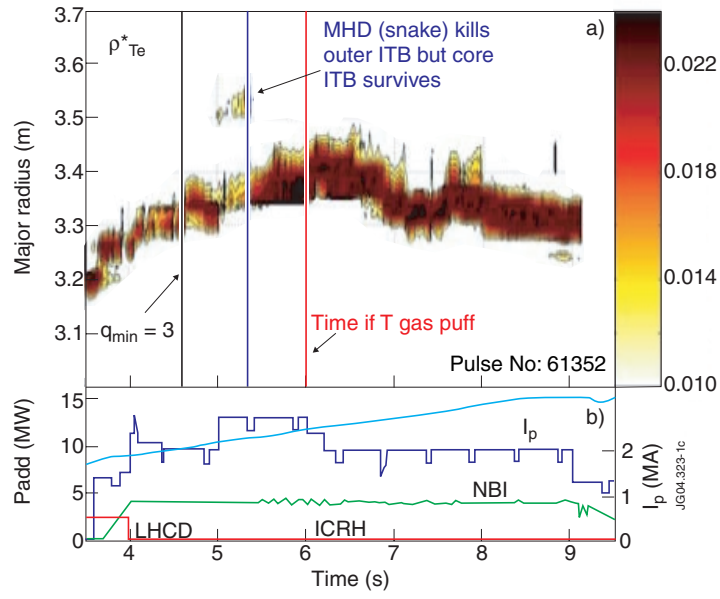 3.7
3.6
3.5
3.4
3.3
3.2
3.1
Major radius (m)
ρ*Te
MHD (snake) kills
outer ITB but core
ITB survives
a)
qmin = 3
Time if T gas puff
Pulse No: 61352
0.022
0.018
0.014
0.010
15
10
5
0
Padd (MW)
b)
Ip
NBI
LHCD
ICRH
2
1
0
Ip (MA)
JG04.323-1c
4
5
6
7
8
9
Time (s)